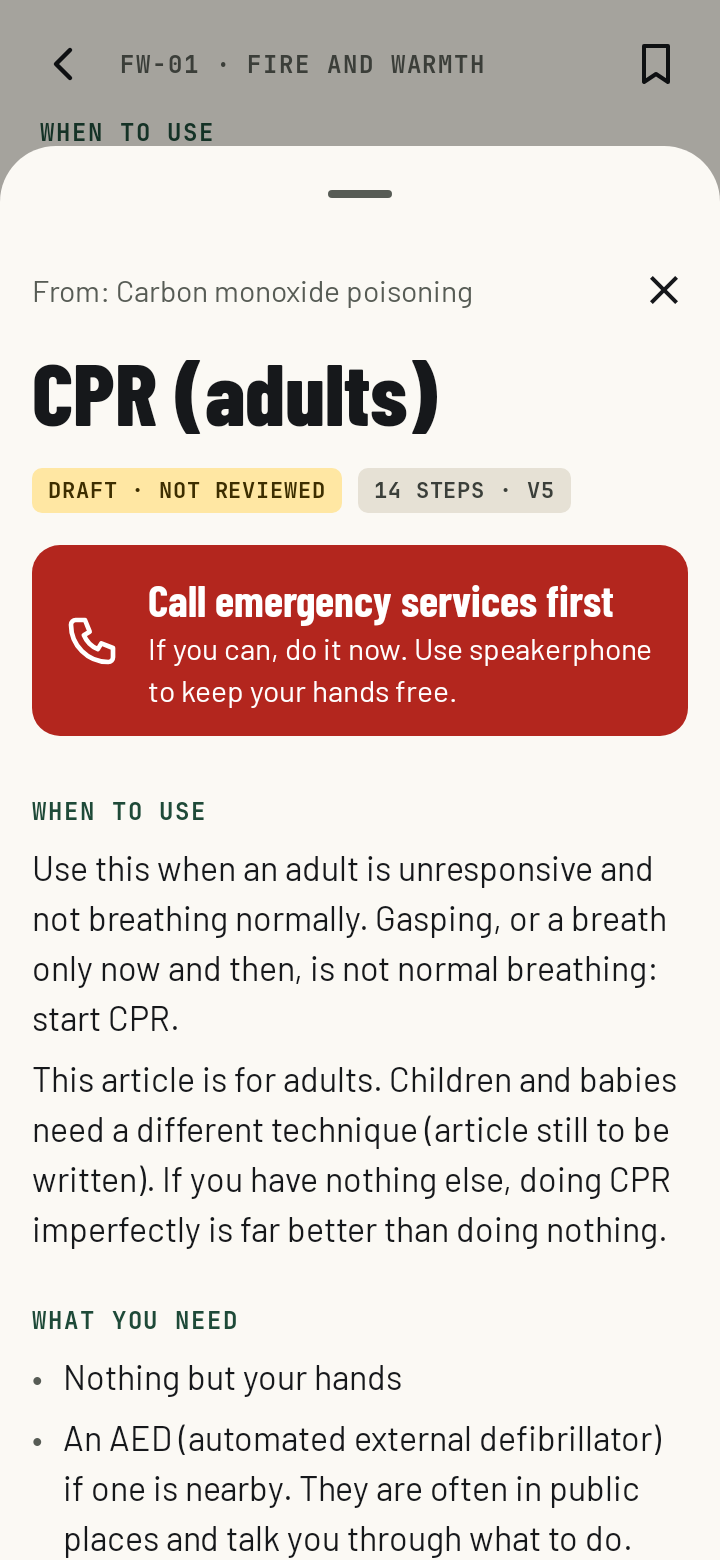 FW-01 · FIRE AND WARMTH
WHEN TO USE
From: Carbon monoxide poisoning
CPR (adults)
DRAFT · NOT REVIEWED
14 STEPS · V5
Call emergency services first
If you can, do it now. Use speakerphone
to keep your hands free.
WHEN TO USE
Use this when an adult is unresponsive and
not breathing normally. Gasping, or a breath
only now and then, is not normal breathing:
start CPR.
This article is for adults. Children and babies
need a different technique (article still to be
written). If you have nothing else, doing CPR
imperfectly is far better than doing nothing.
WHAT YOU NEED
• Nothing but your hands
• An AED (automated external defibrillator)
if one is nearby. They are often in public
places and talk you through what to do.